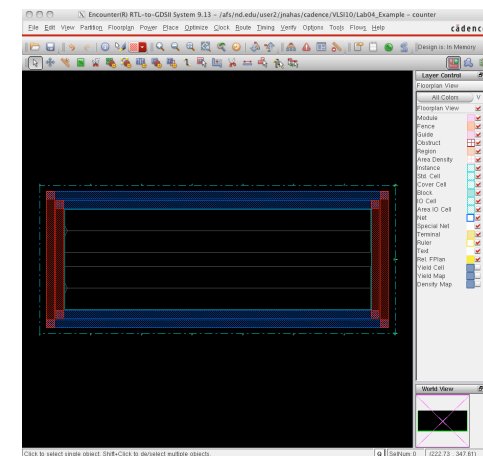 X Encounter(R) RTL-to-GDSII System 9.13 - /afs/nd.edu/user2/jnahas/cadence/VLSI10/Lab04_Example - counter
File Edit View Partition Floorplan Power Place Optimize Clock Route Timing Verify Options Tools Flows Help
cādence
Design is: In Memory
Layer Control
Floorplan View
All Colors V
Floorplan View
Module
Fence
Guide
Obstruct
Region
Area Density
Instance
Std. Cell
Cover Cell
Block
IO Cell
Area IO Cell
Net
Special Net
Terminal
Ruler
Text
Rel. FPlan
Yield Cell
Yield Map
Density Map
World View
Click to select single object. Shift+Click to de/select multiple objects.
Q SelNum: 0 (222.73 347.61)